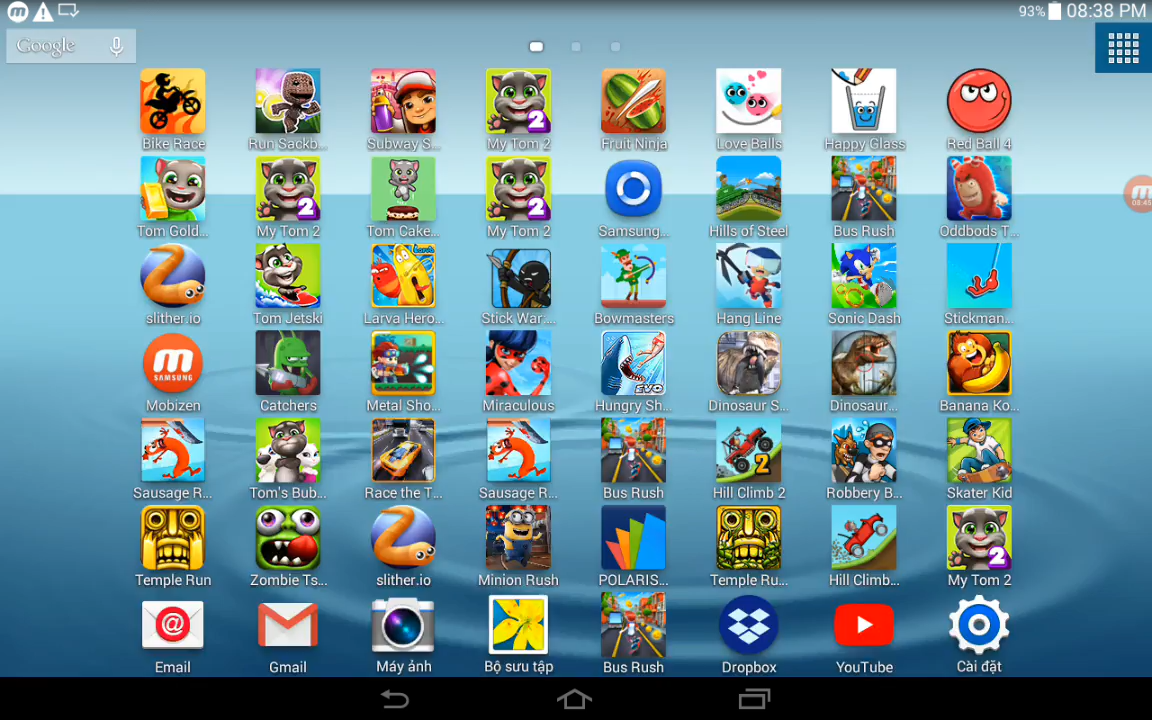 93% 08:38 PM
Google
Bike Race Run Sackb... Subway S... My Tom 2 Fruit Ninja Love Balls Happy Glass Red Ball 4
08:45
Tom Gold... My Tom 2 Tom Cake... My Tom 2 Samsung... Hills of Steel Bus Rush Oddbods T...
slither.io Tom Jetski Larva Hero... Stick War:... Bowmasters Hang Line Sonic Dash Stickman...
Mobizen Catchers Metal Sho... Miraculous Hungry Sh... Dinosaur S... Dinosaur... Banana Ko...
Sausage R... Tom's Bub... Race the T... Sausage R... Bus Rush Hill Climb 2 Robbery B... Skater Kid
Temple Run Zombie Ts... slither.io Minion Rush POLARIS... Temple Ru... Hill Climb... My Tom 2
Email Gmail Máy ảnh Bộ sưu tập Bus Rush Dropbox YouTube Cài đặt